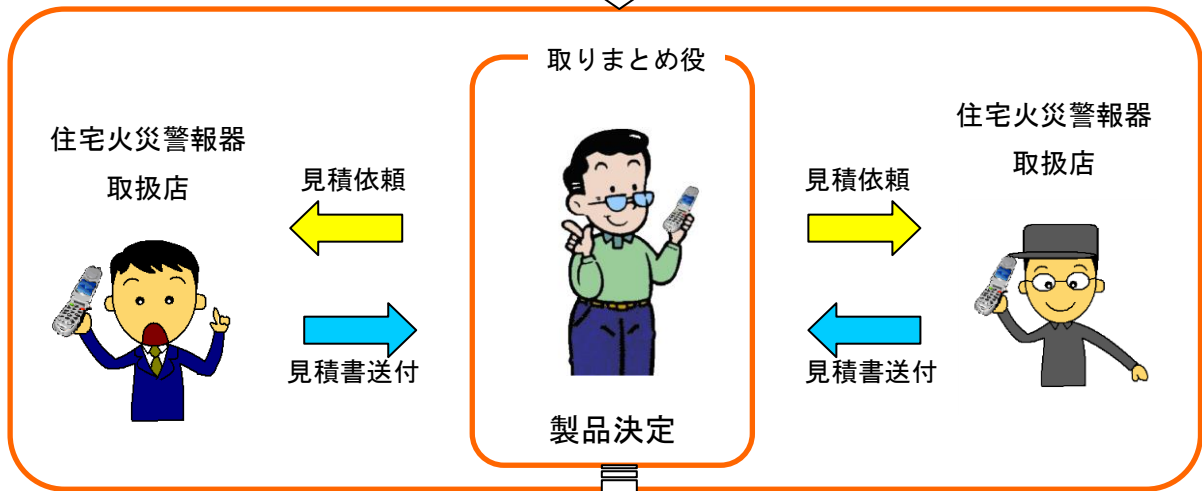 取りまとめ役
住宅火災警報器
取扱店
見積依頼
見積書送付
製品決定
見積依頼
見積書送付
住宅火災警報器
取扱店